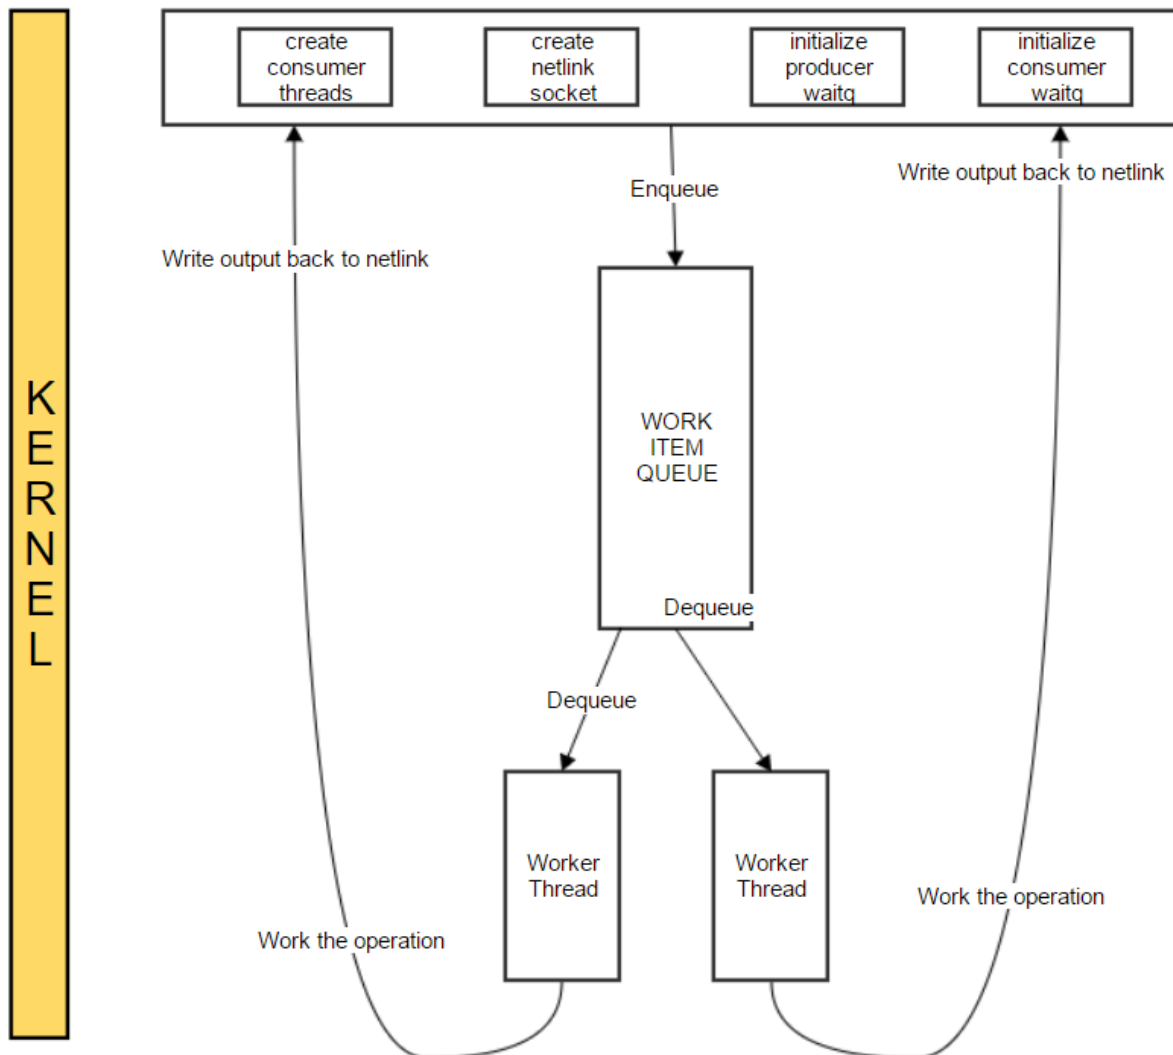 create
consumer
threads
create
netlink
socket
initialize
producer
waitq
initialize
consumer
waitq
Write output back to netlink
Enqueue
Write output back to netlink
KERNEL
WORK
ITEM
QUEUE
Dequeue
Dequeue
Worker
Thread
Worker
Thread
Work the operation
Work the operation